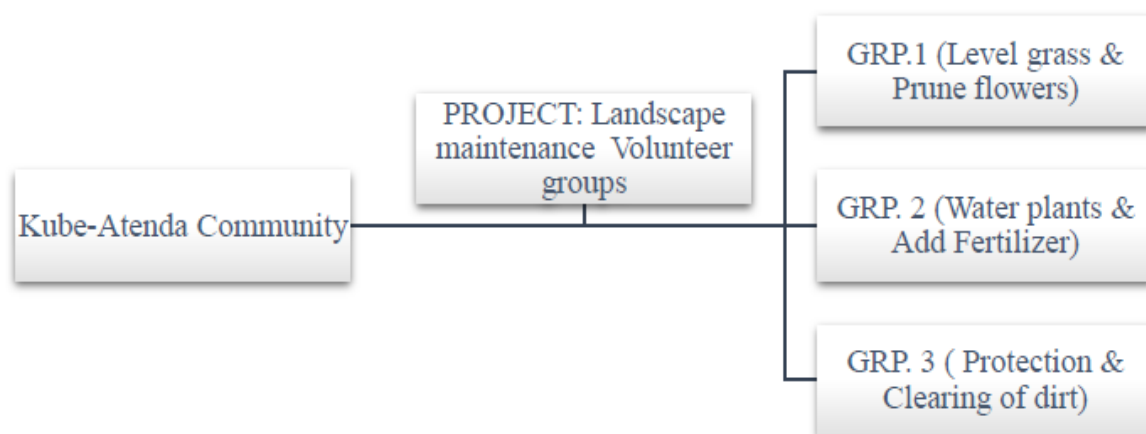 Kube-Atenda Community
PROJECT: Landscape
maintenance Volunteer
groups
GRP.1 (Level grass &
Prune flowers)
GRP. 2 (Water plants &
Add Fertilizer)
GRP. 3 ( Protection &
Clearing of dirt)